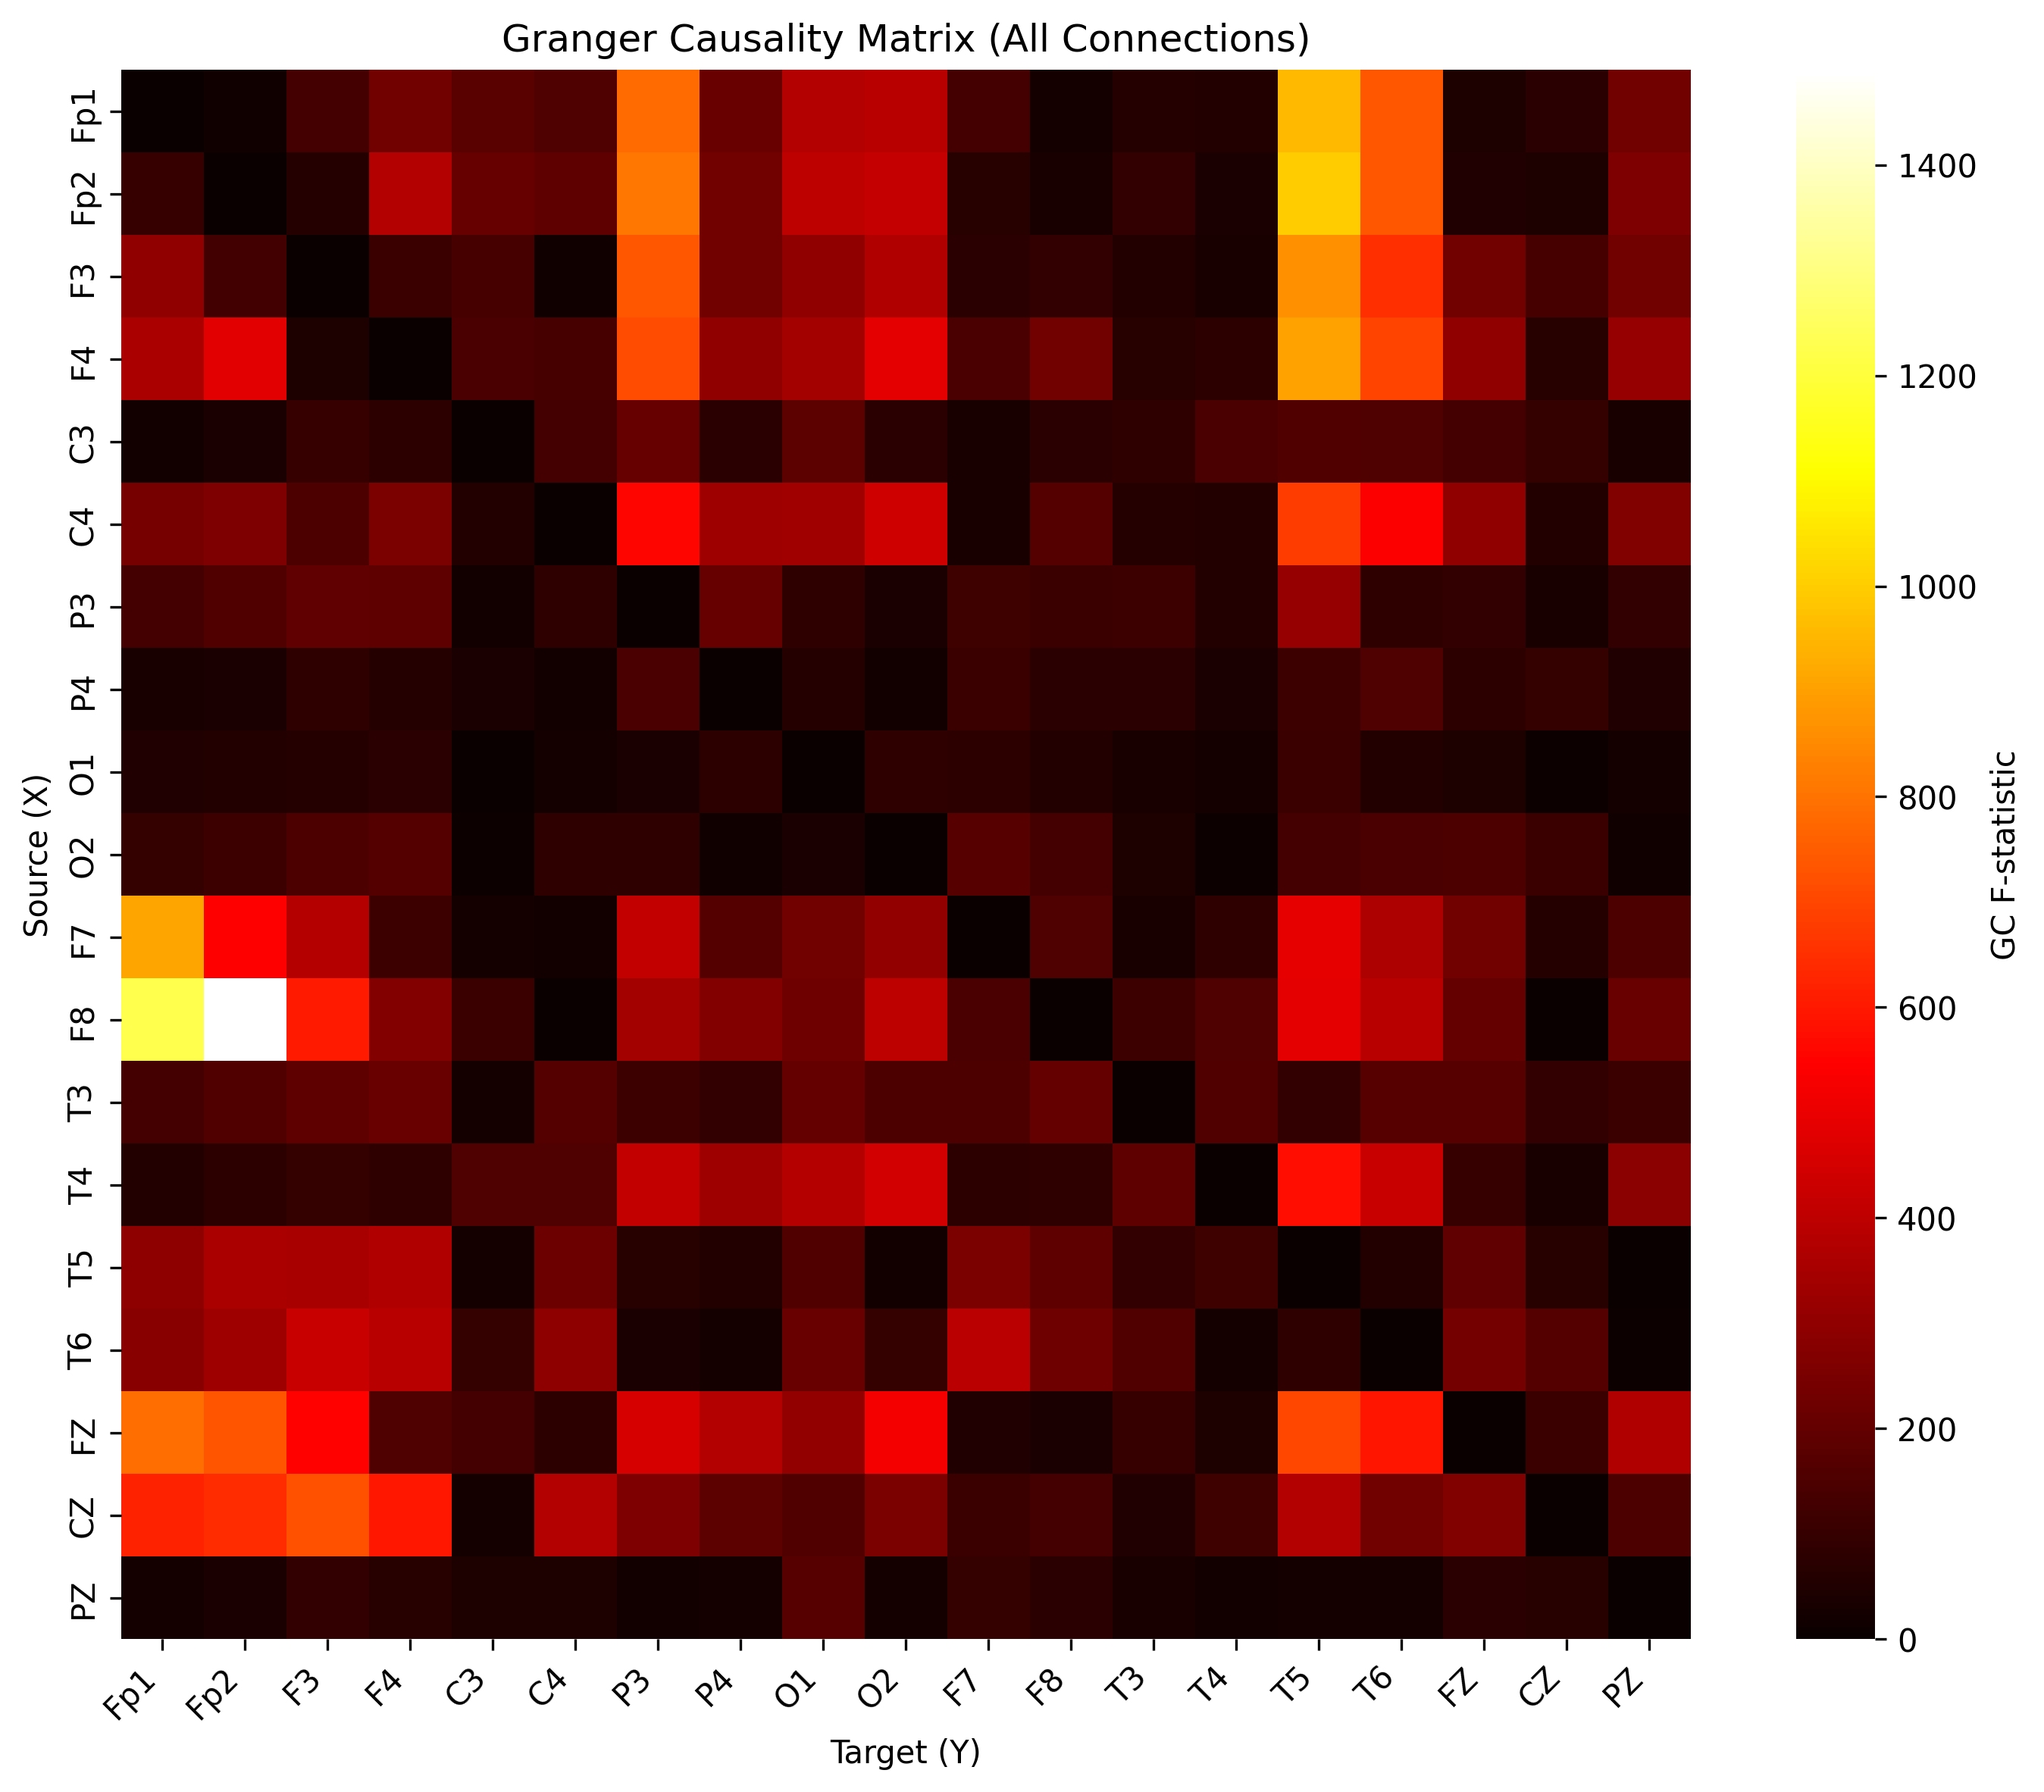 Granger Causality Matrix (All Connections)
Source (X)
Fp1
Fp2
F3
F4
C3
C4
P3
P4
O1
O2
F7
F8
T3
T4
T5
T6
FZ
CZ
PZ
Fp1 Fp2 F3 F4 C3 C4 P3 P4 O1 O2 F7 F8 T3 T4 T5 T6 FZ CZ PZ
Target (Y)
1400
1200
1000
800
600
400
200
0
GC F-statistic